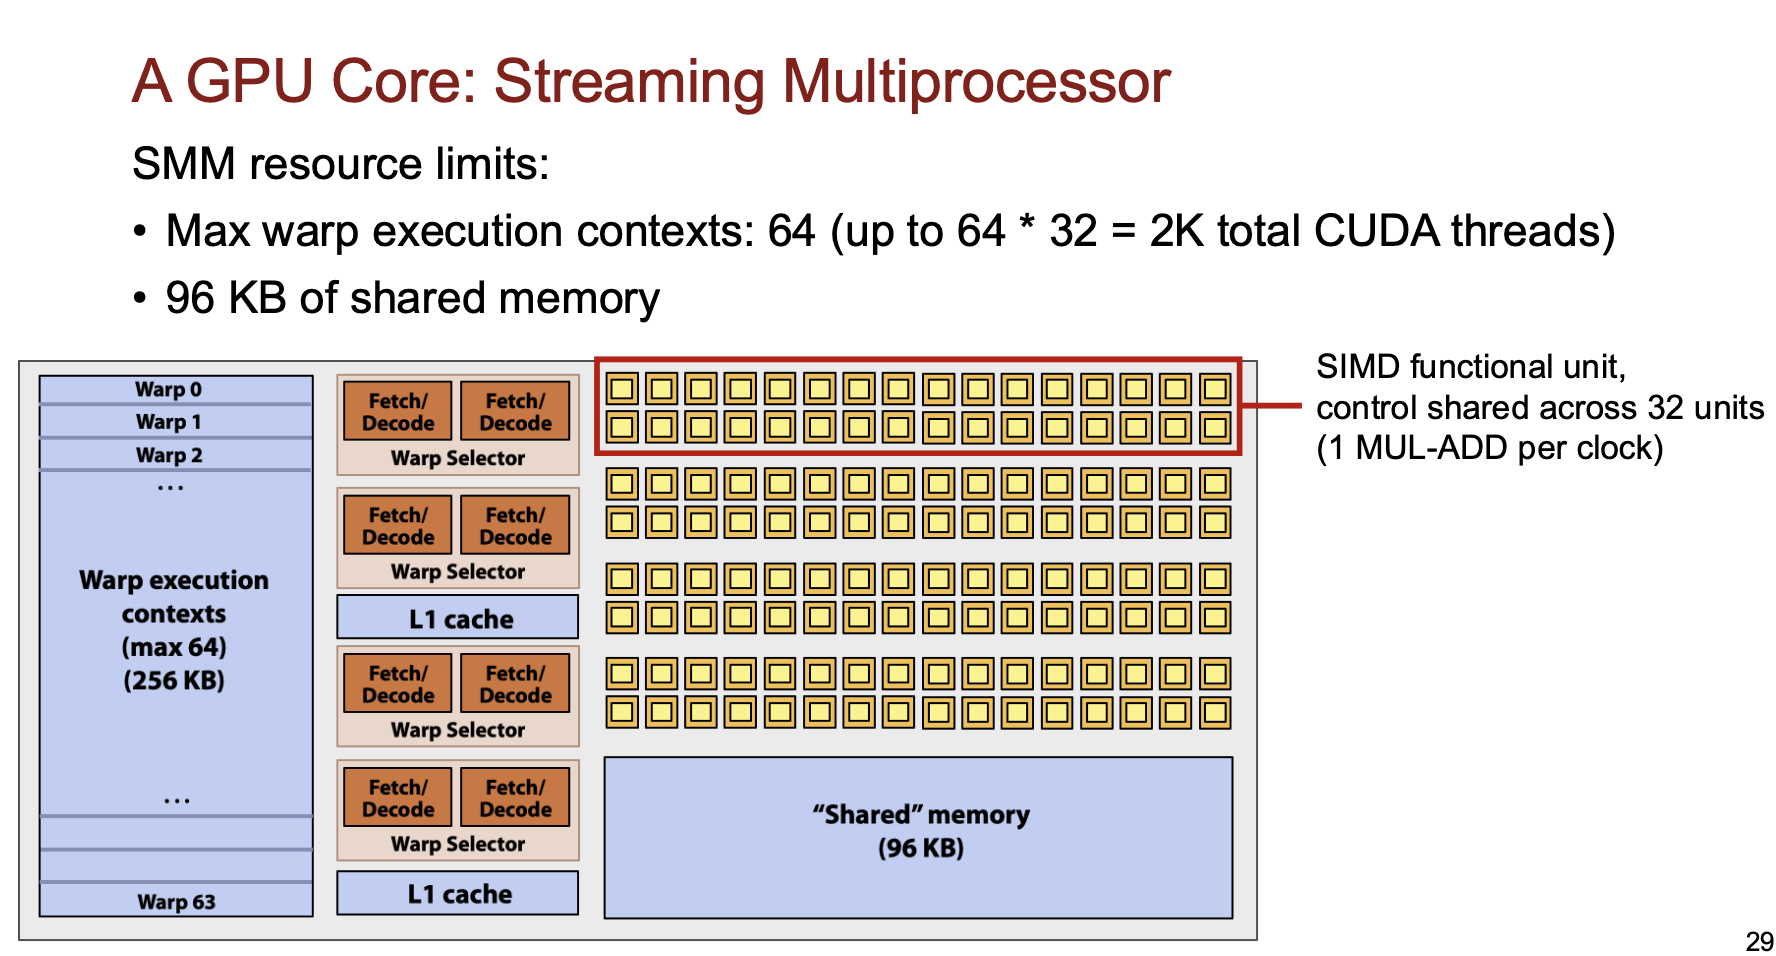 A GPU Core: Streaming Multiprocessor
SMM resource limits:
• Max warp execution contexts: 64 (up to 64 * 32 = 2K total CUDA threads)
• 96 KB of shared memory
Warp 0
Warp 1
Warp 2
...
Warp execution
contexts
(max 64)
(256 KB)
...
Warp 63
Fetch/
Decode
Fetch/
Decode
Warp Selector
Fetch/
Decode
Fetch/
Decode
Warp Selector
L1 cache
Fetch/
Decode
Fetch/
Decode
Warp Selector
Fetch/
Decode
Fetch/
Decode
Warp Selector
L1 cache
“Shared” memory
(96 KB)
SIMD functional unit,
control shared across 32 units
(1 MUL-ADD per clock)
29